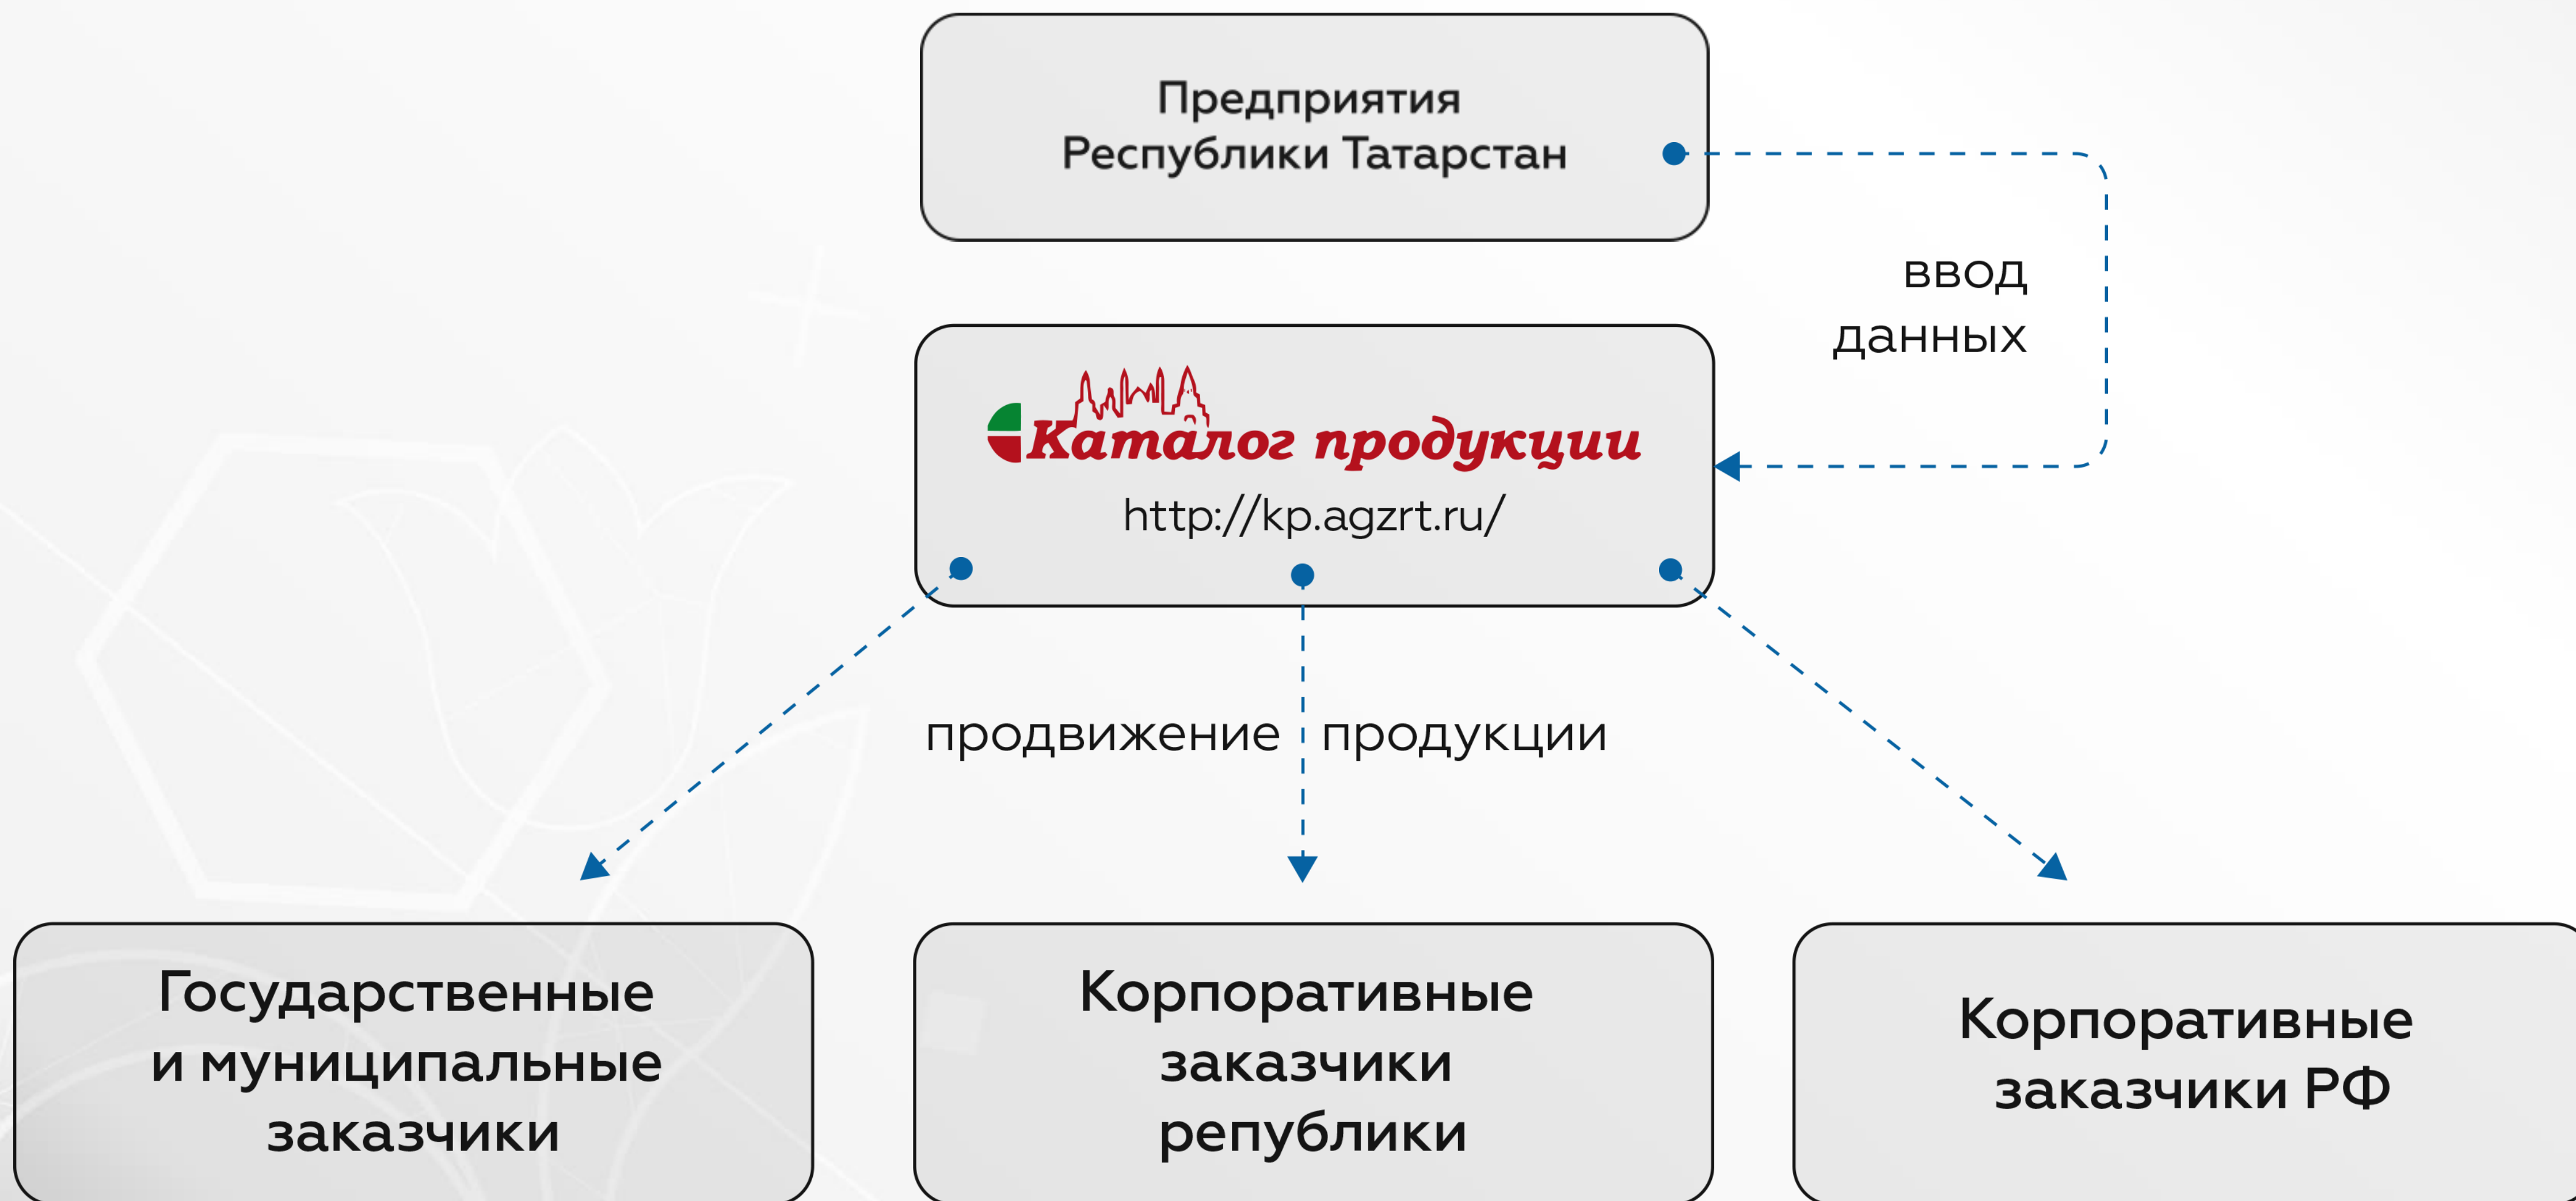 Предприятия
Республики Татарстан
ввод
данных
Каталог продукции
http://kp.agzrt.ru/
продвижение продукции
Государственные
и муниципальные
заказчики
Корпоративные
заказчики
републики
Корпоративные
заказчики РФ